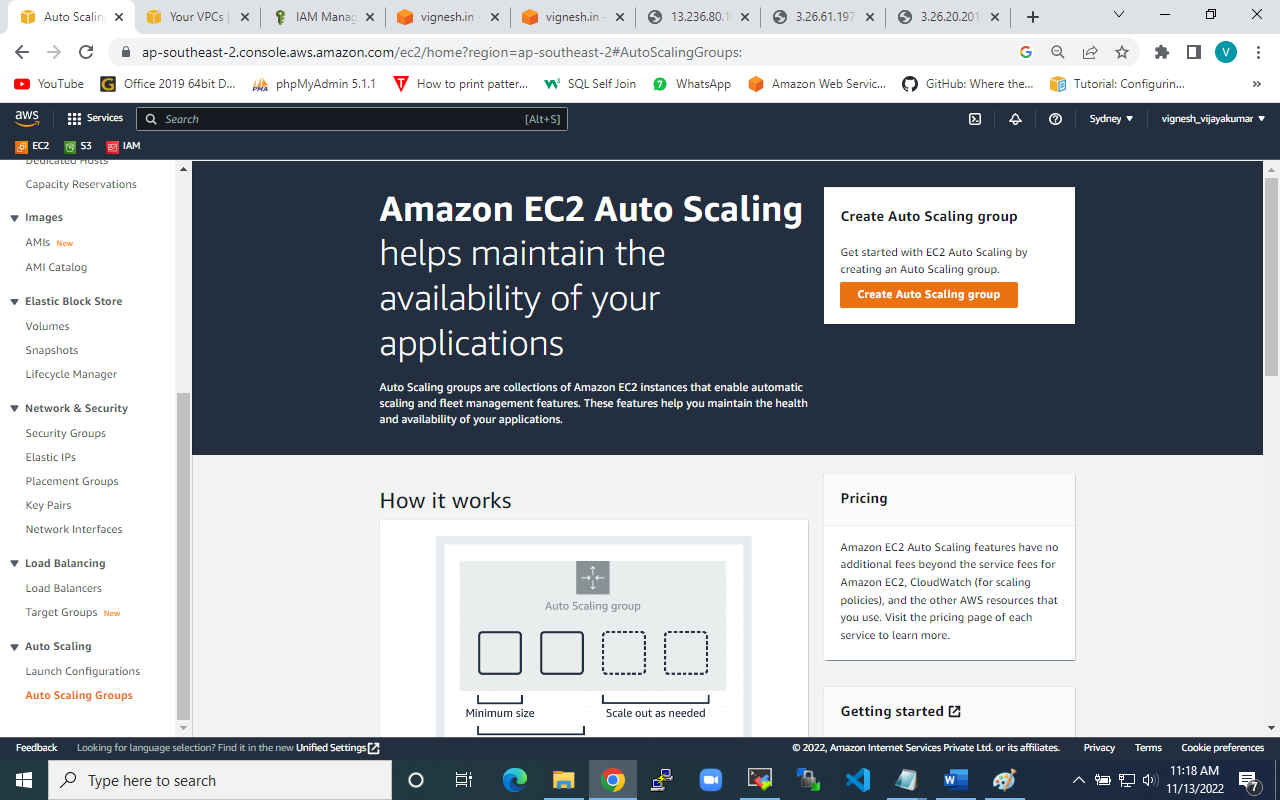 Auto Scaling
Your VPCs |
IAM Manag
vignesh.in -
vignesh.in -
13.236.80.1
3.26.61.197
3.26.20.201
ap-southeast-2.console.aws.amazon.com/ec2/home?region=ap-southeast-2#AutoScalingGroups:
V
YouTube
Office 2019 64bit D...
phpMyAdmin 5.1.1
How to print patter...
SQL Self Join
WhatsApp
Amazon Web Servic...
GitHub: Where the...
Tutorial: Configurin...
»
aws
Services
Search
[Alt+S]
Sydney
vignesh_vijayakumar
EC2
S3
IAM
Dedicated Hosts
Capacity Reservations
Images
AMIs New
AMI Catalog
Elastic Block Store
Volumes
Snapshots
Lifecycle Manager
Network & Security
Security Groups
Elastic IPs
Placement Groups
Key Pairs
Network Interfaces
Load Balancing
Load Balancers
Target Groups New
Auto Scaling
Launch Configurations
Auto Scaling Groups
Amazon EC2 Auto Scaling
helps maintain the
availability of your
applications
Auto Scaling groups are collections of Amazon EC2 instances that enable automatic
scaling and fleet management features. These features help you maintain the health
and availability of your applications.
Create Auto Scaling group
Get started with EC2 Auto Scaling by
creating an Auto Scaling group.
Create Auto Scaling group
How it works
Auto Scaling group
Minimum size
Scale out as needed
Pricing
Amazon EC2 Auto Scaling features have no
additional fees beyond the service fees for
Amazon EC2, CloudWatch (for scaling
policies), and the other AWS resources that
you use. Visit the pricing page of each
service to learn more.
Getting started
Feedback
Looking for language selection? Find it in the new Unified Settings
© 2022, Amazon Internet Services Private Ltd. or its affiliates.
Privacy
Terms
Cookie preferences
Type here to search
11:18 AM
11/13/2022
7